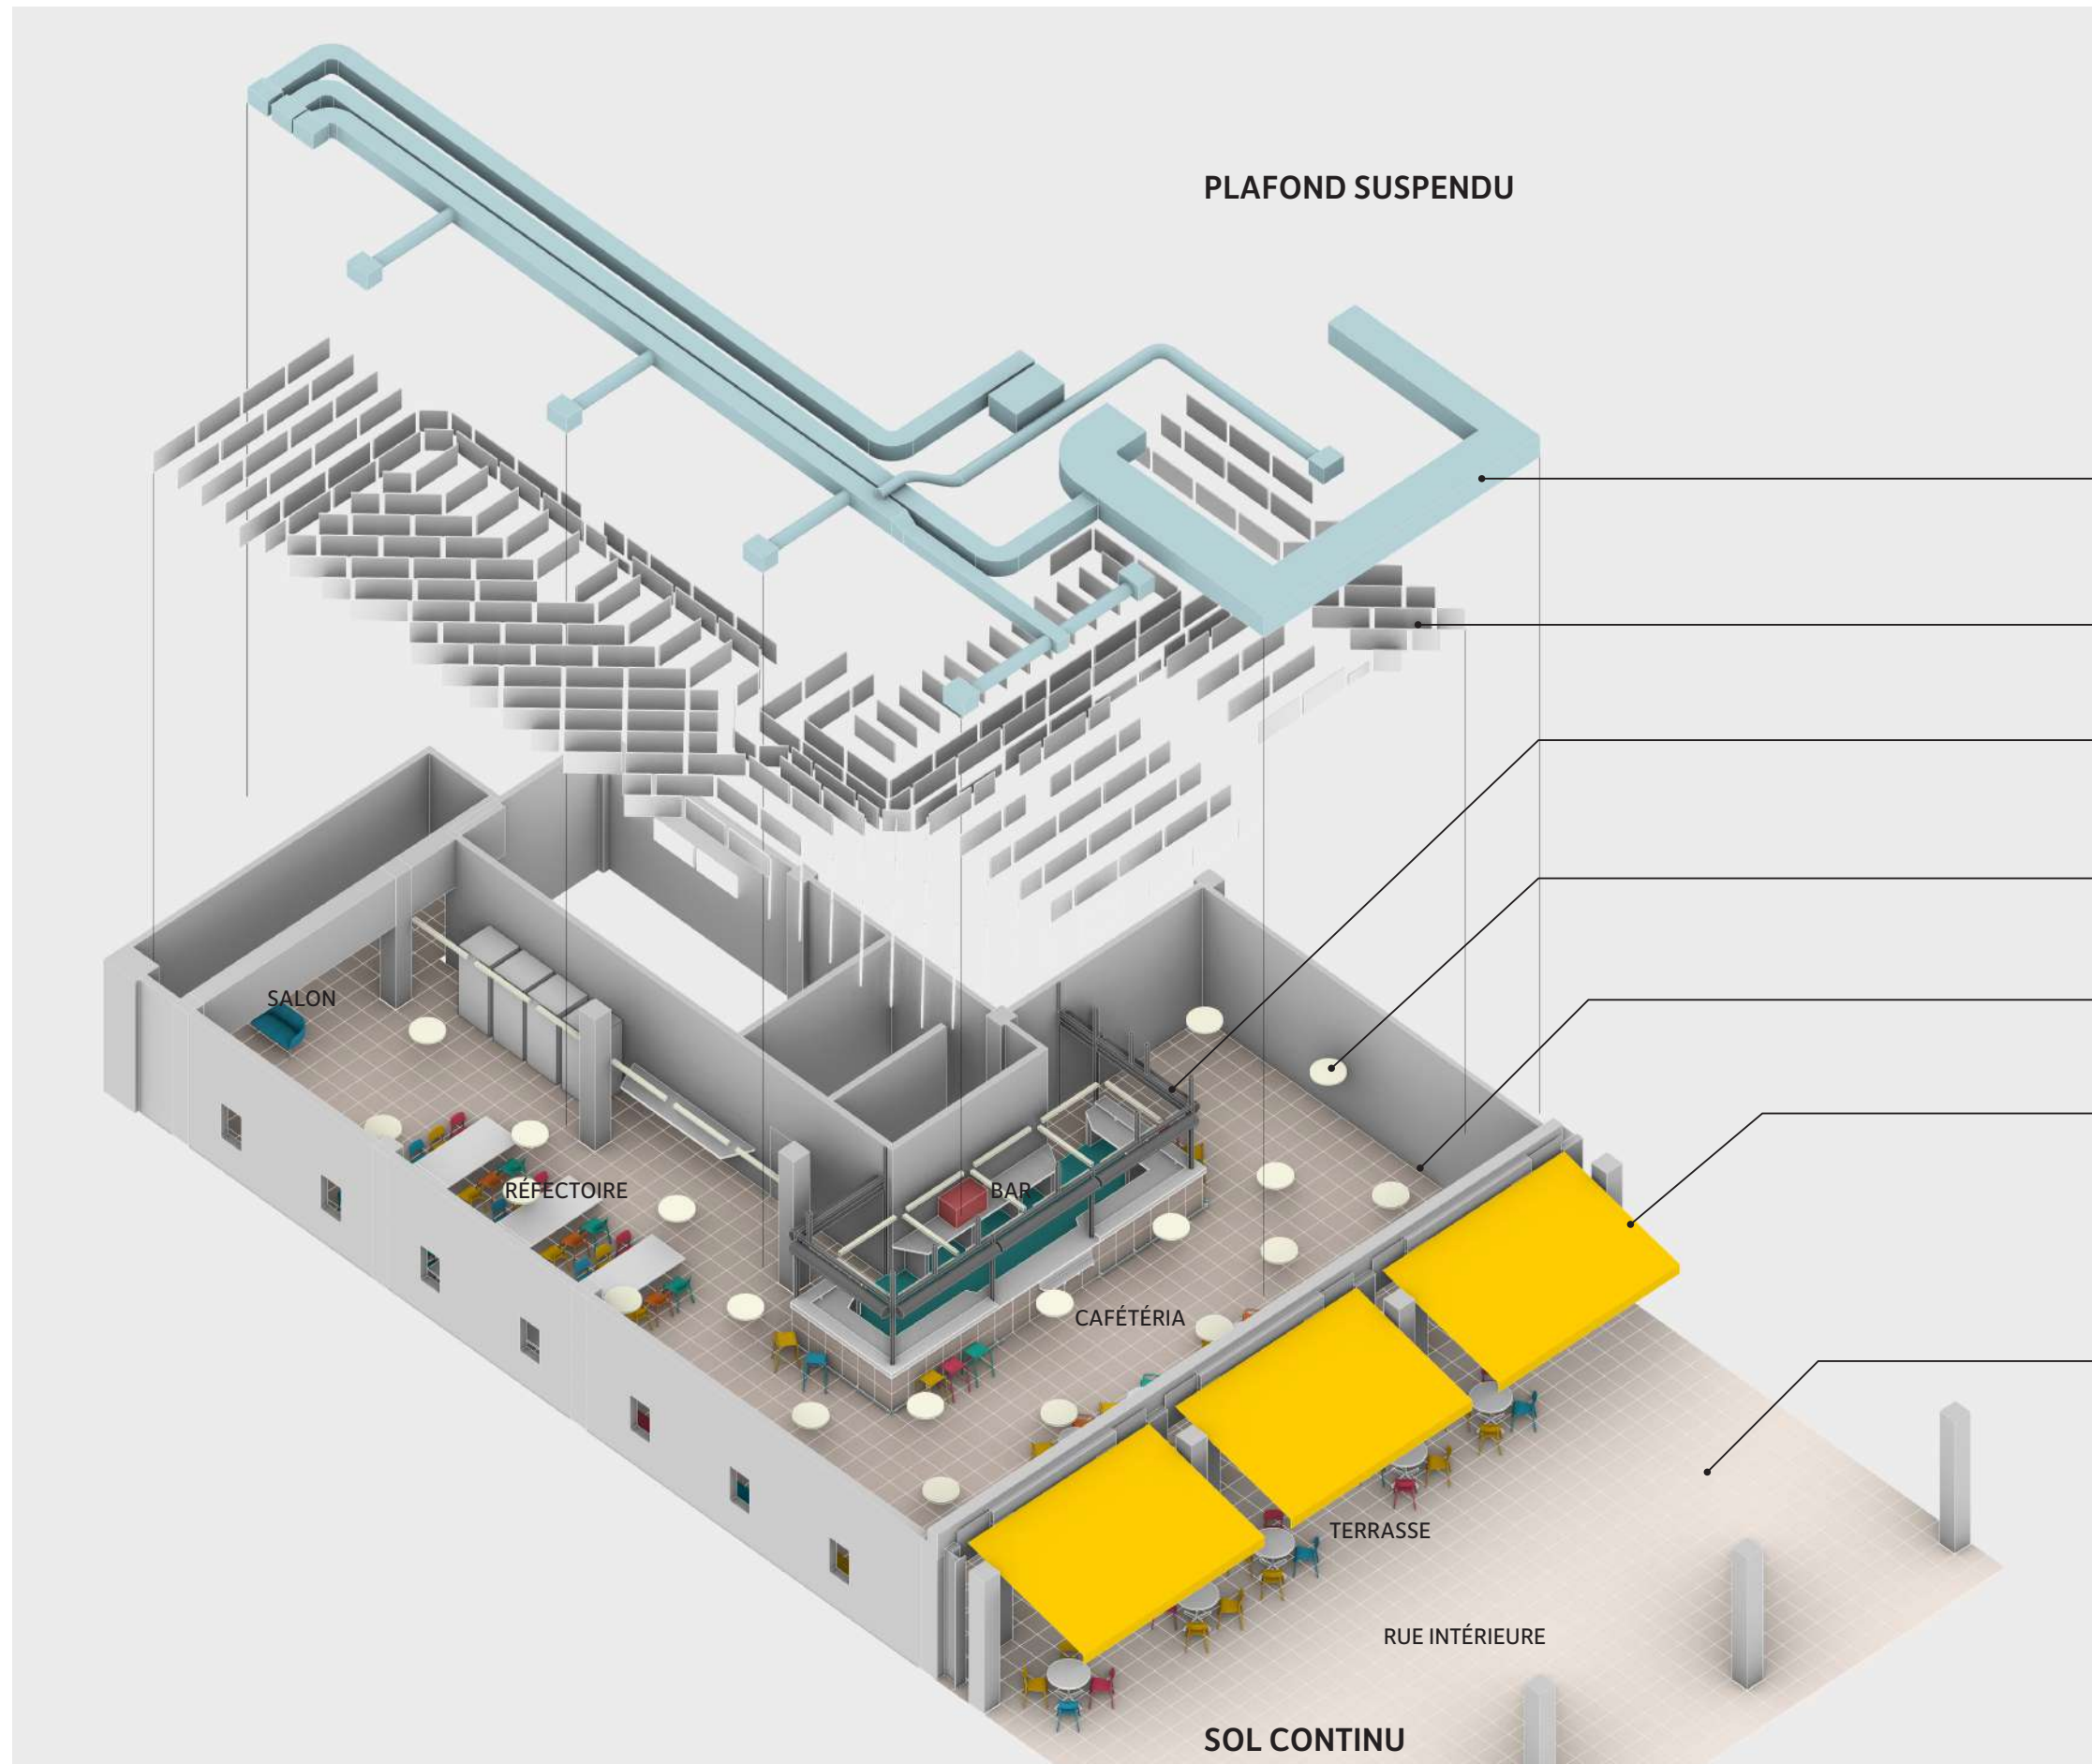 PLAFOND SUSPENDU
SALON
RÉFECTOIRE
BAR
CAFÉTÉRIA
TERRASSE
RUE INTÉRIEURE
SOL CONTINU